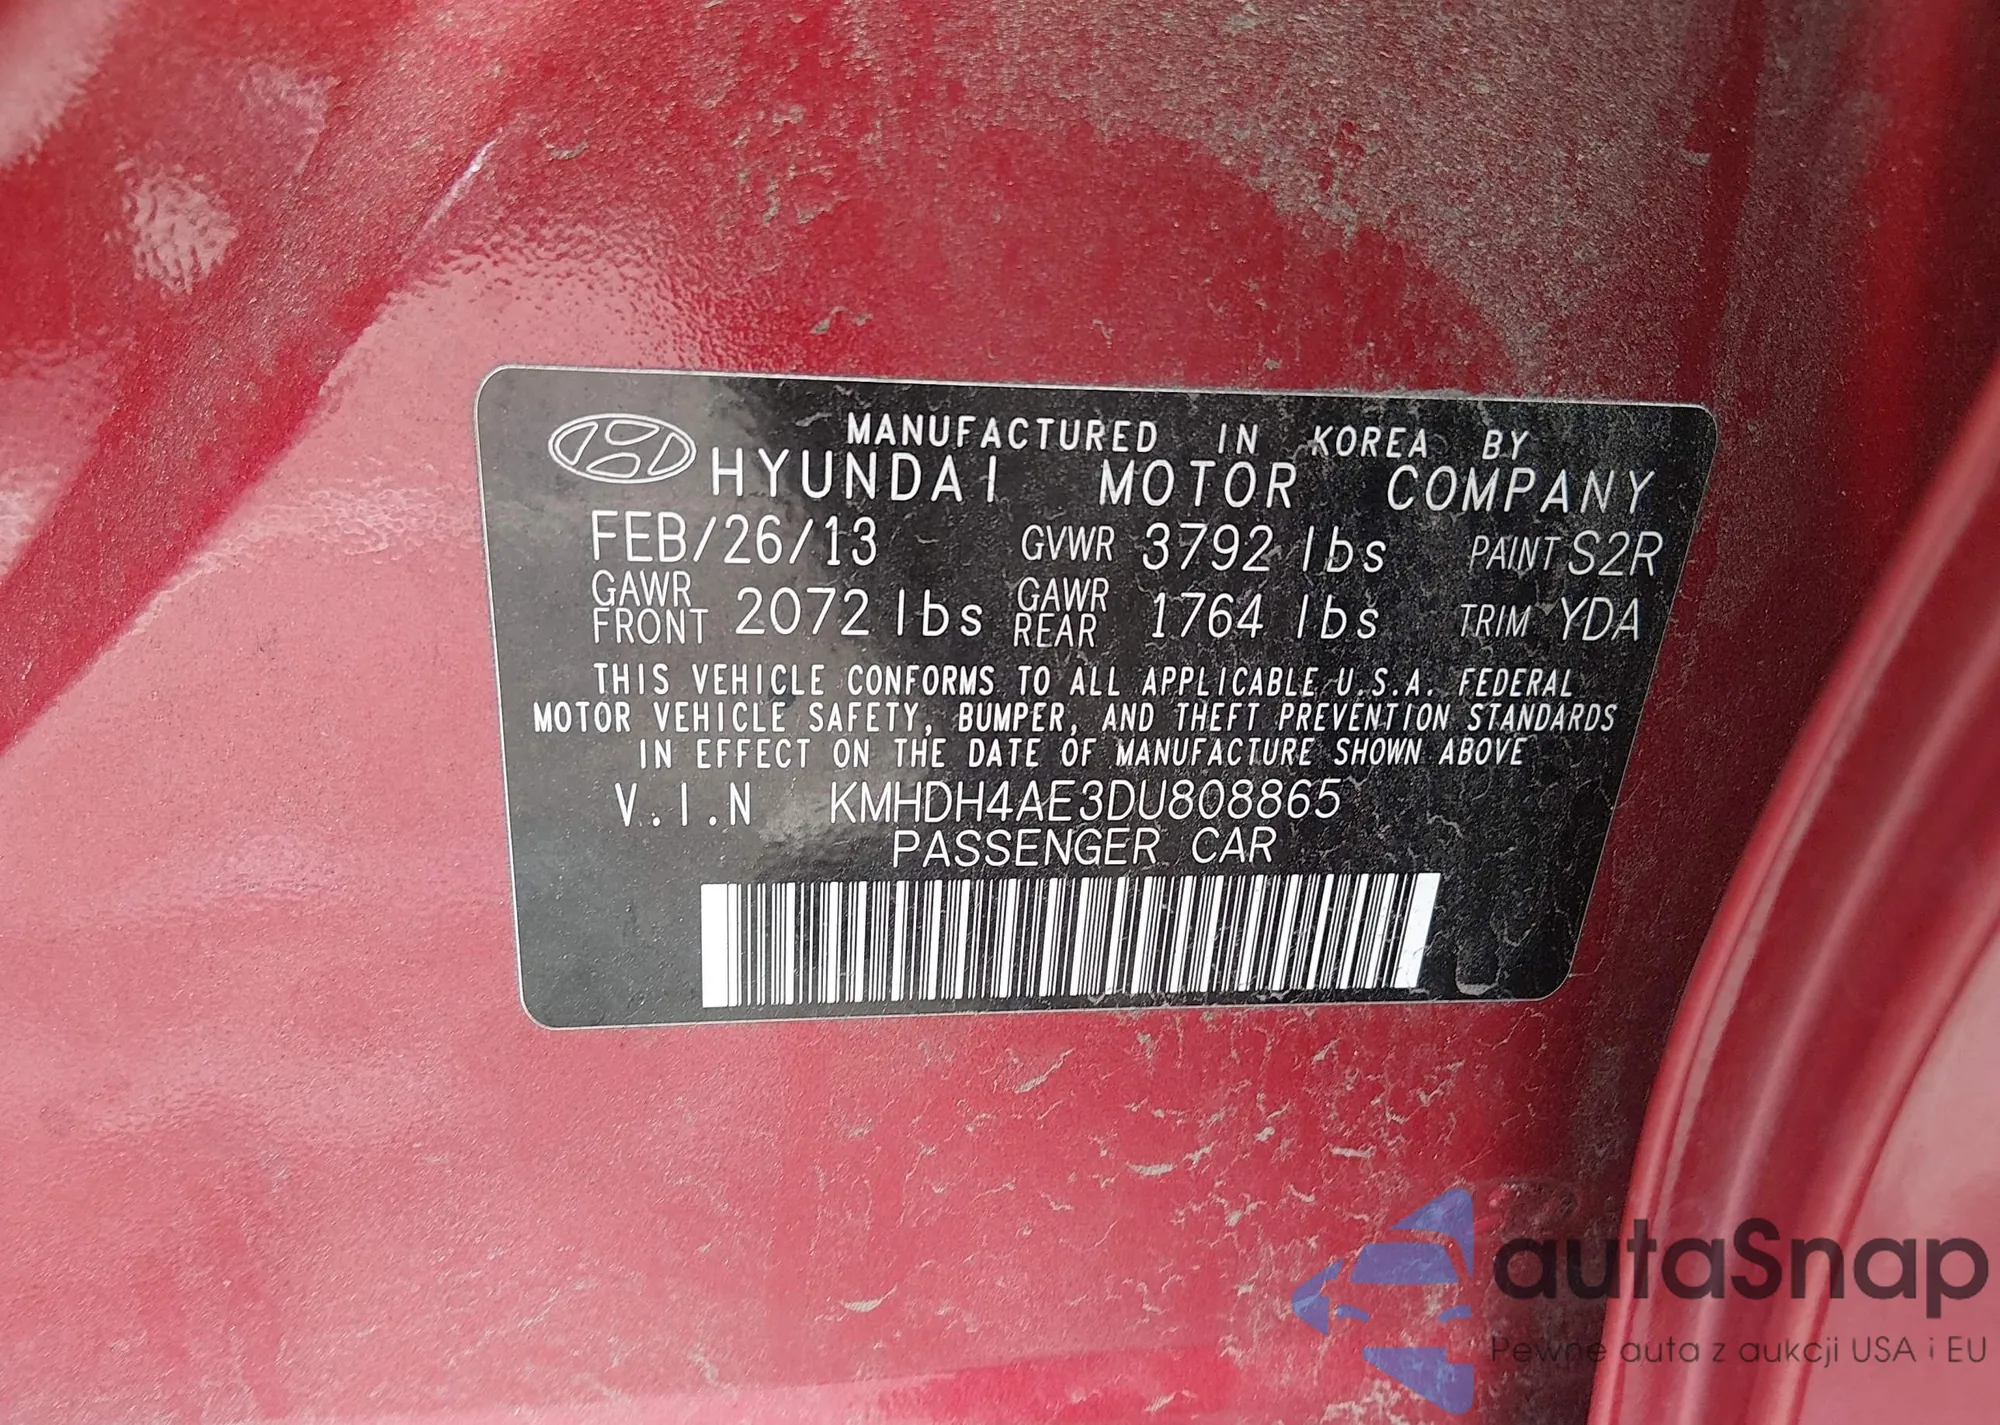 MANUFACTURED IN KOREA BY
HYUNDAI MOTOR COMPANY
FEB/26/13 GVWR 3792 lbs PAINT S2R
GAWR FRONT 2072 lbs GAWR REAR 1764 lbs TRIM YDA
THIS VEHICLE CONFORMS TO ALL APPLICABLE U.S.A. FEDERAL
MOTOR VEHICLE SAFETY, BUMPER, AND THEFT PREVENTION STANDARDS
IN EFFECT ON THE DATE OF MANUFACTURE SHOWN ABOVE
V.I.N KMHDH4AE3DU808865
PASSENGER CAR
autaSnap
Pewne auta z aukcji USA i EU